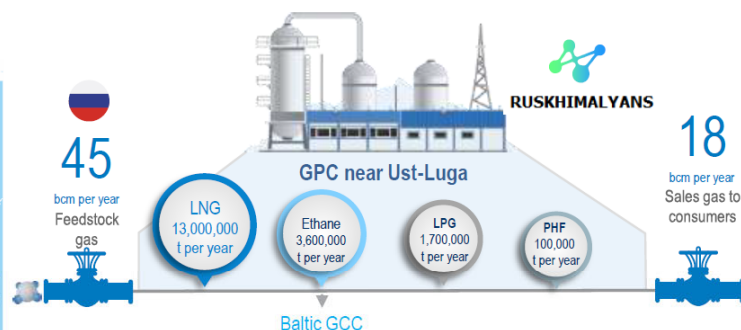 RUSKHIMALYANS
45
bcm per year
Feedstock
gas
GPC near Ust-Luga
18
bcm per year
Sales gas to
consumers
LNG
13,000,000
t per year
Ethane
3,600,000
t per year
LPG
1,700,000
t per year
PHF
100,000
t per year
Baltic GCC